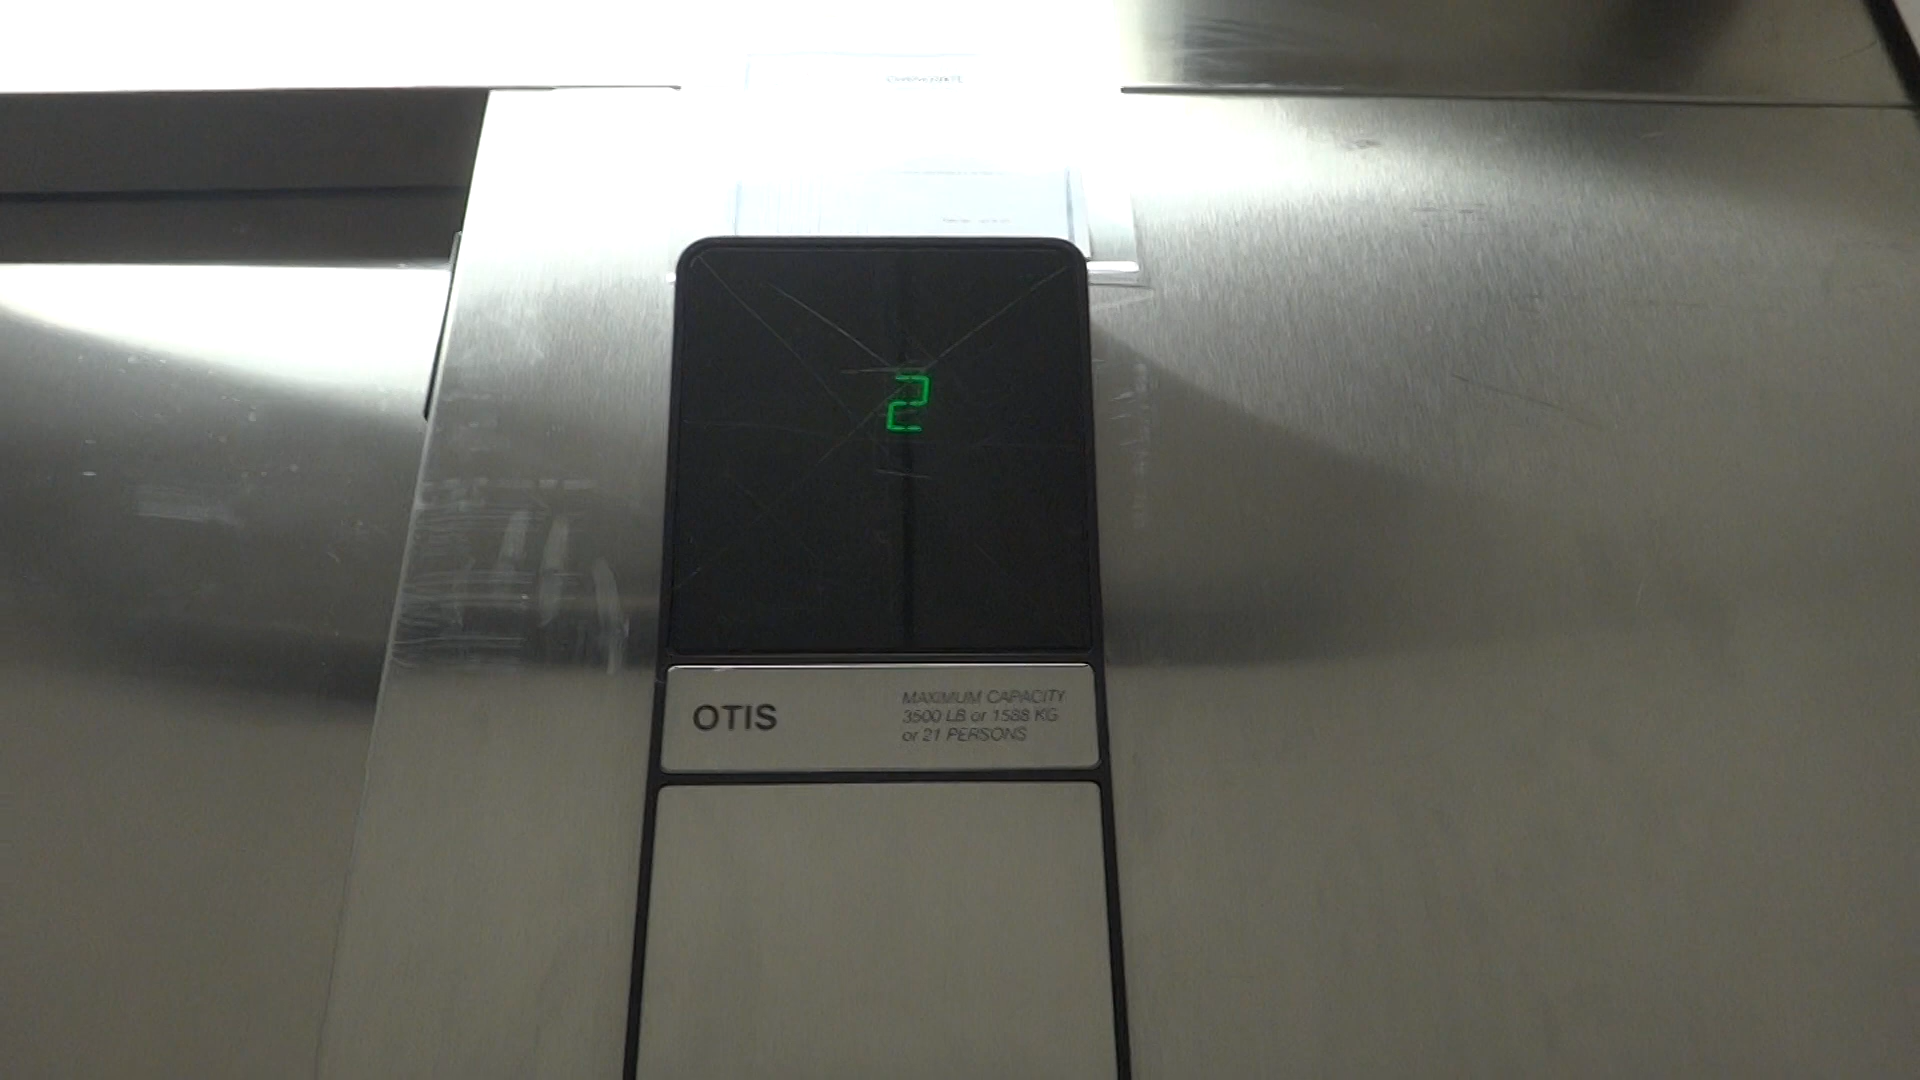 2
OTIS
MAXIMUM CAPACITY
3500 LB or 1588 KG
or 21 PERSONS